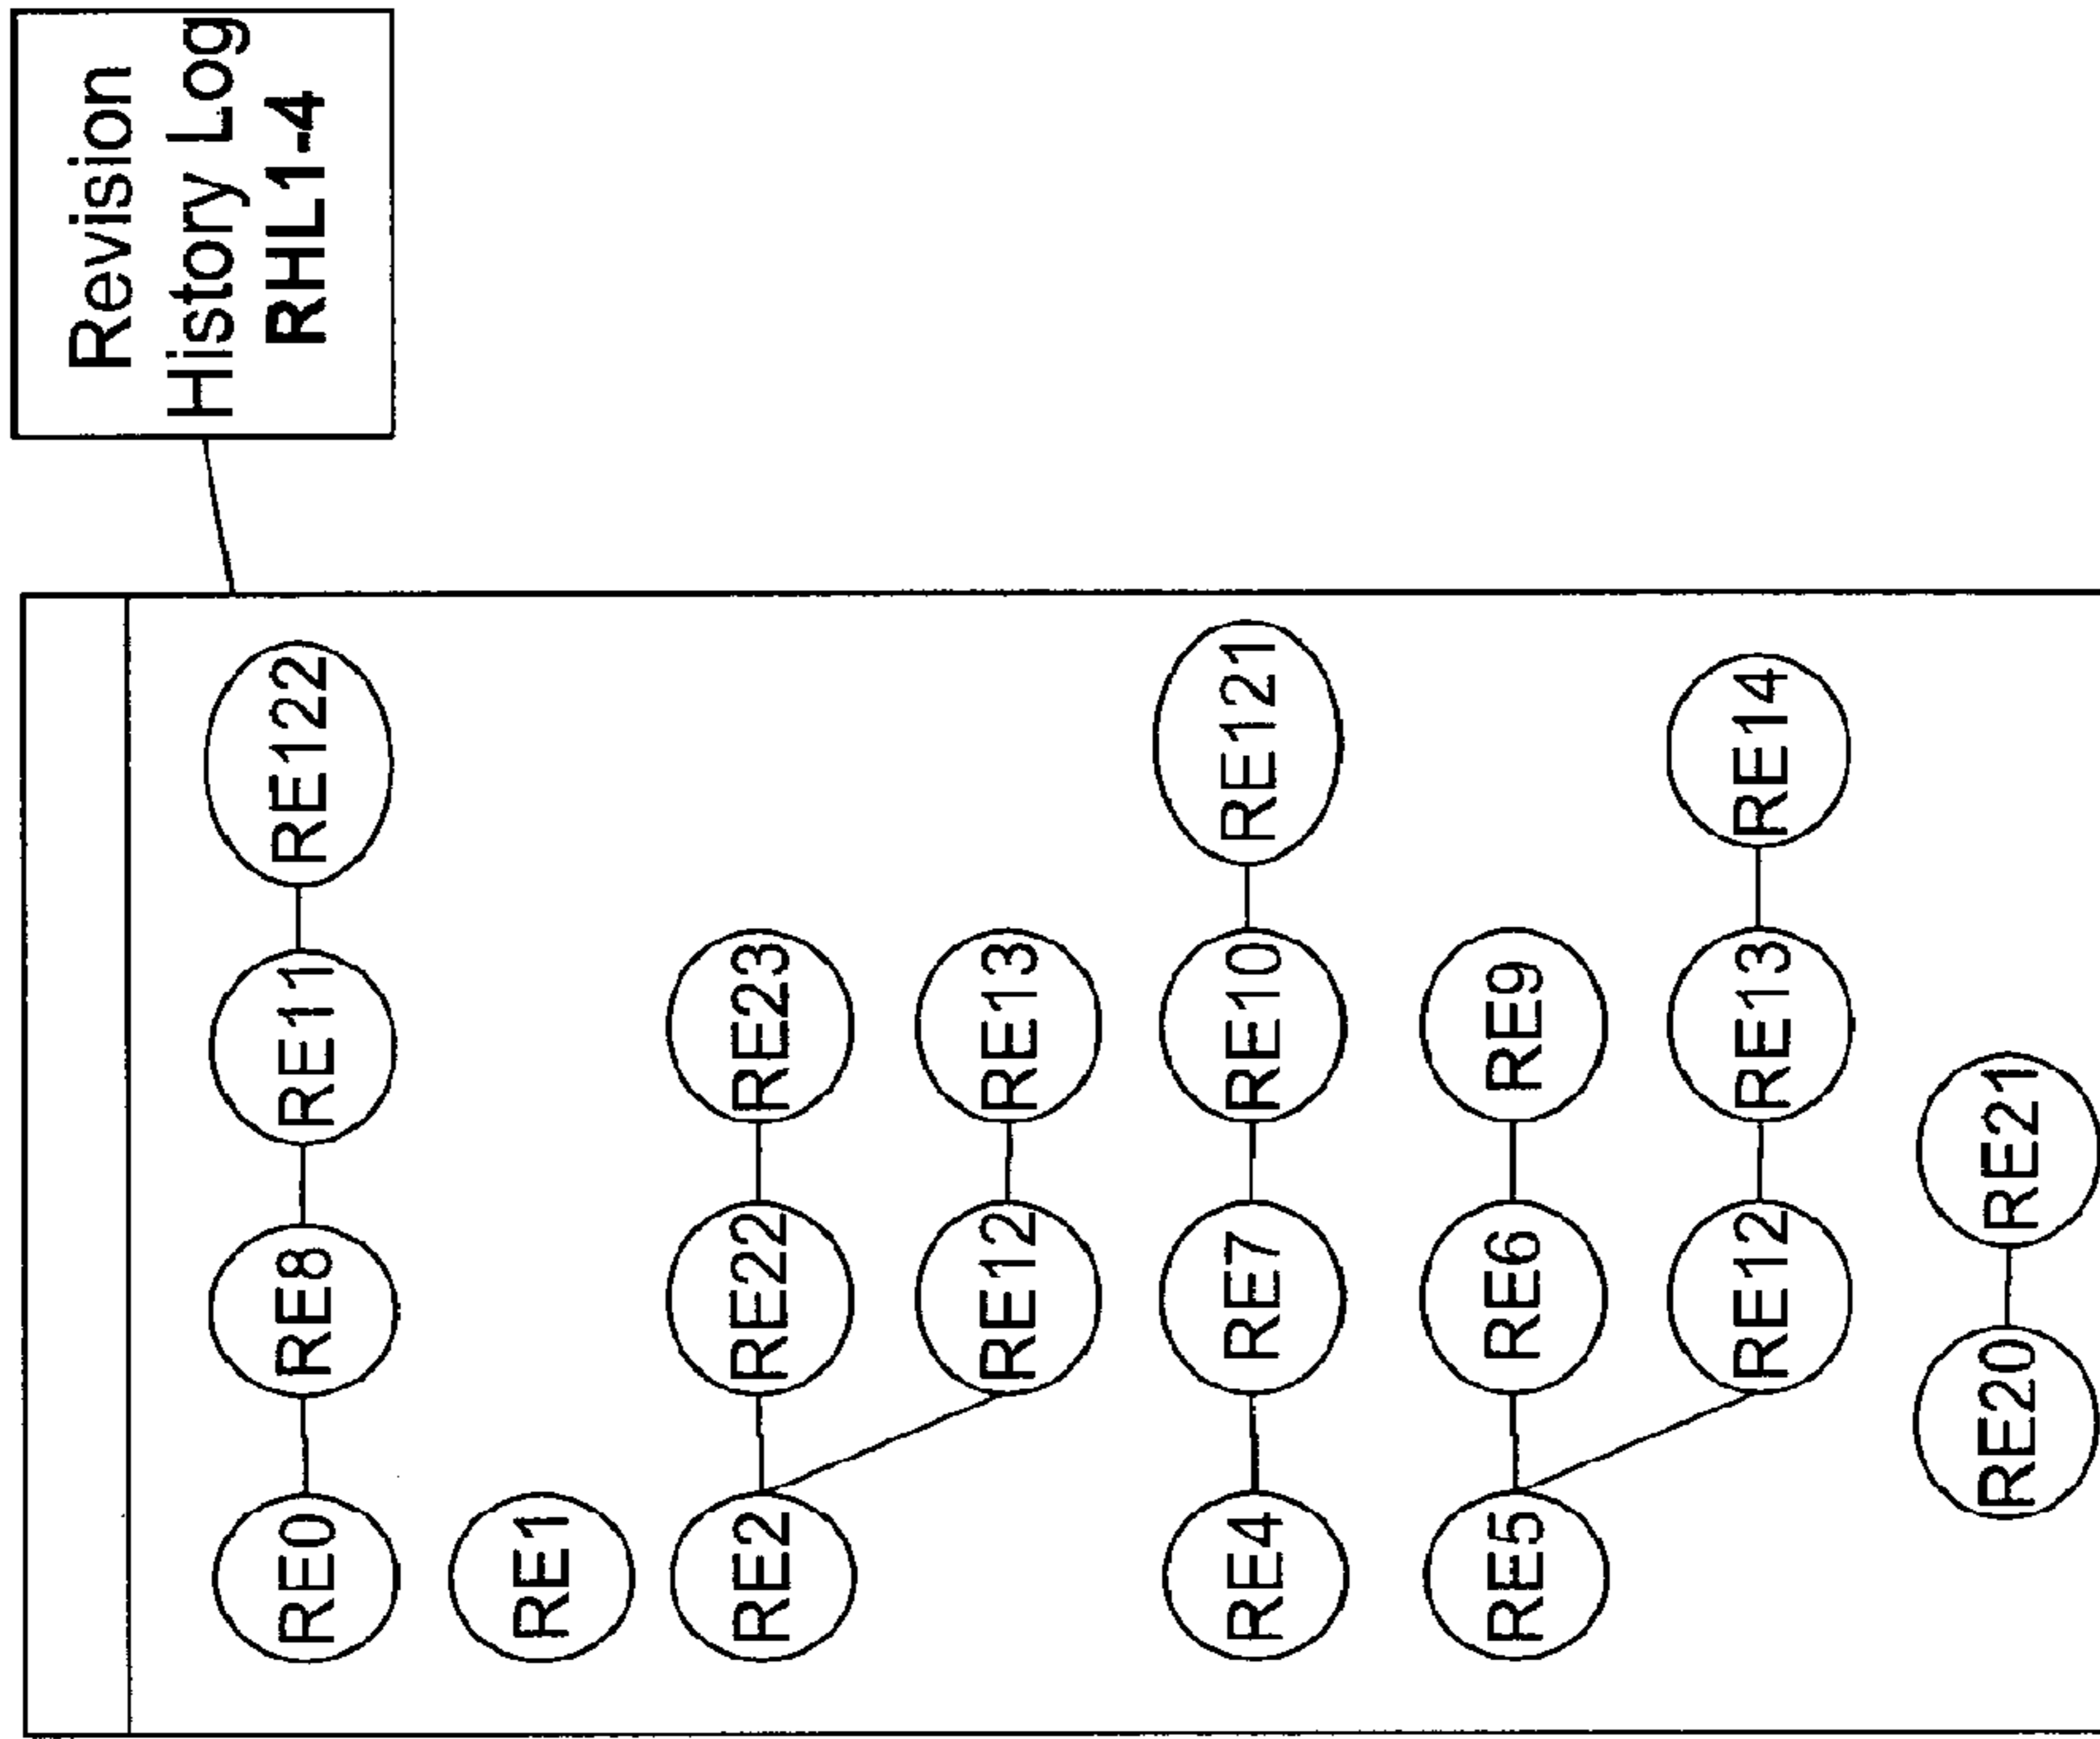 Revision
History Log
RHL1-4
RE0 RE8 RE11 RE122
RE1
RE2 RE22 RE23
RE12 RE13
RE4 RE7 RE10 RE121
RE5 RE6 RE9
RE12 RE13 RE14
RE20 RE21